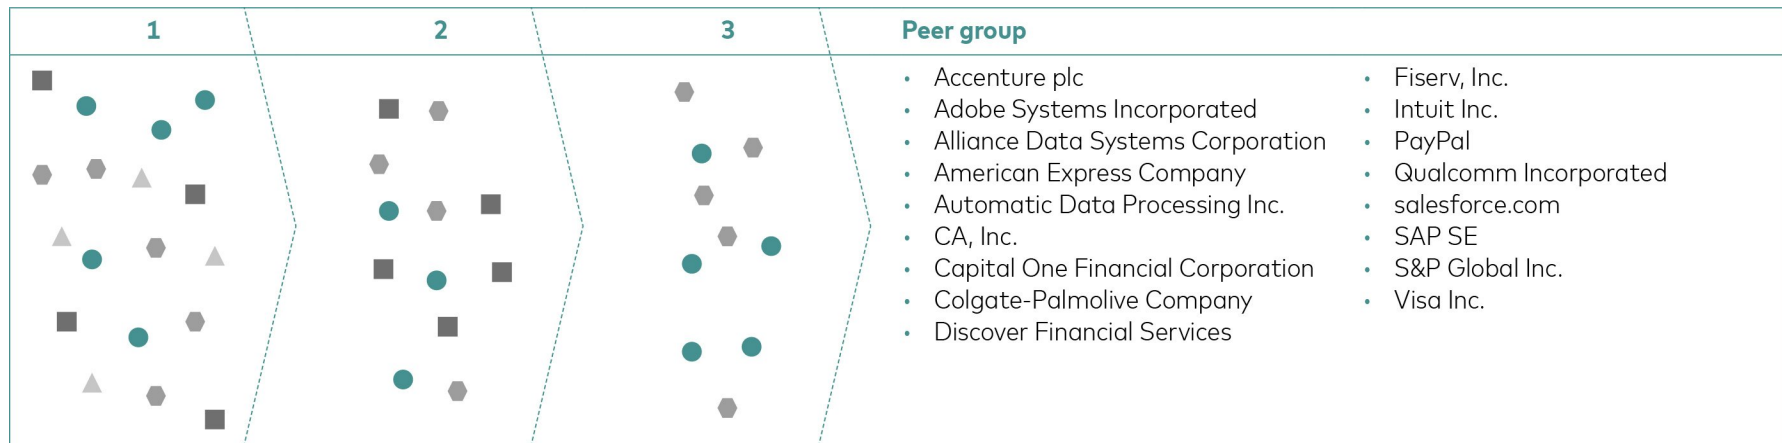 1
2
3
Peer group
• Accenture plc
• Adobe Systems Incorporated
• Alliance Data Systems Corporation
• American Express Company
• Automatic Data Processing Inc.
• CA, Inc.
• Capital One Financial Corporation
• Colgate-Palmolive Company
• Discover Financial Services
• Fiserv, Inc.
• Intuit Inc.
• PayPal
• Qualcomm Incorporated
• salesforce.com
• SAP SE
• S&P Global Inc.
• Visa Inc.